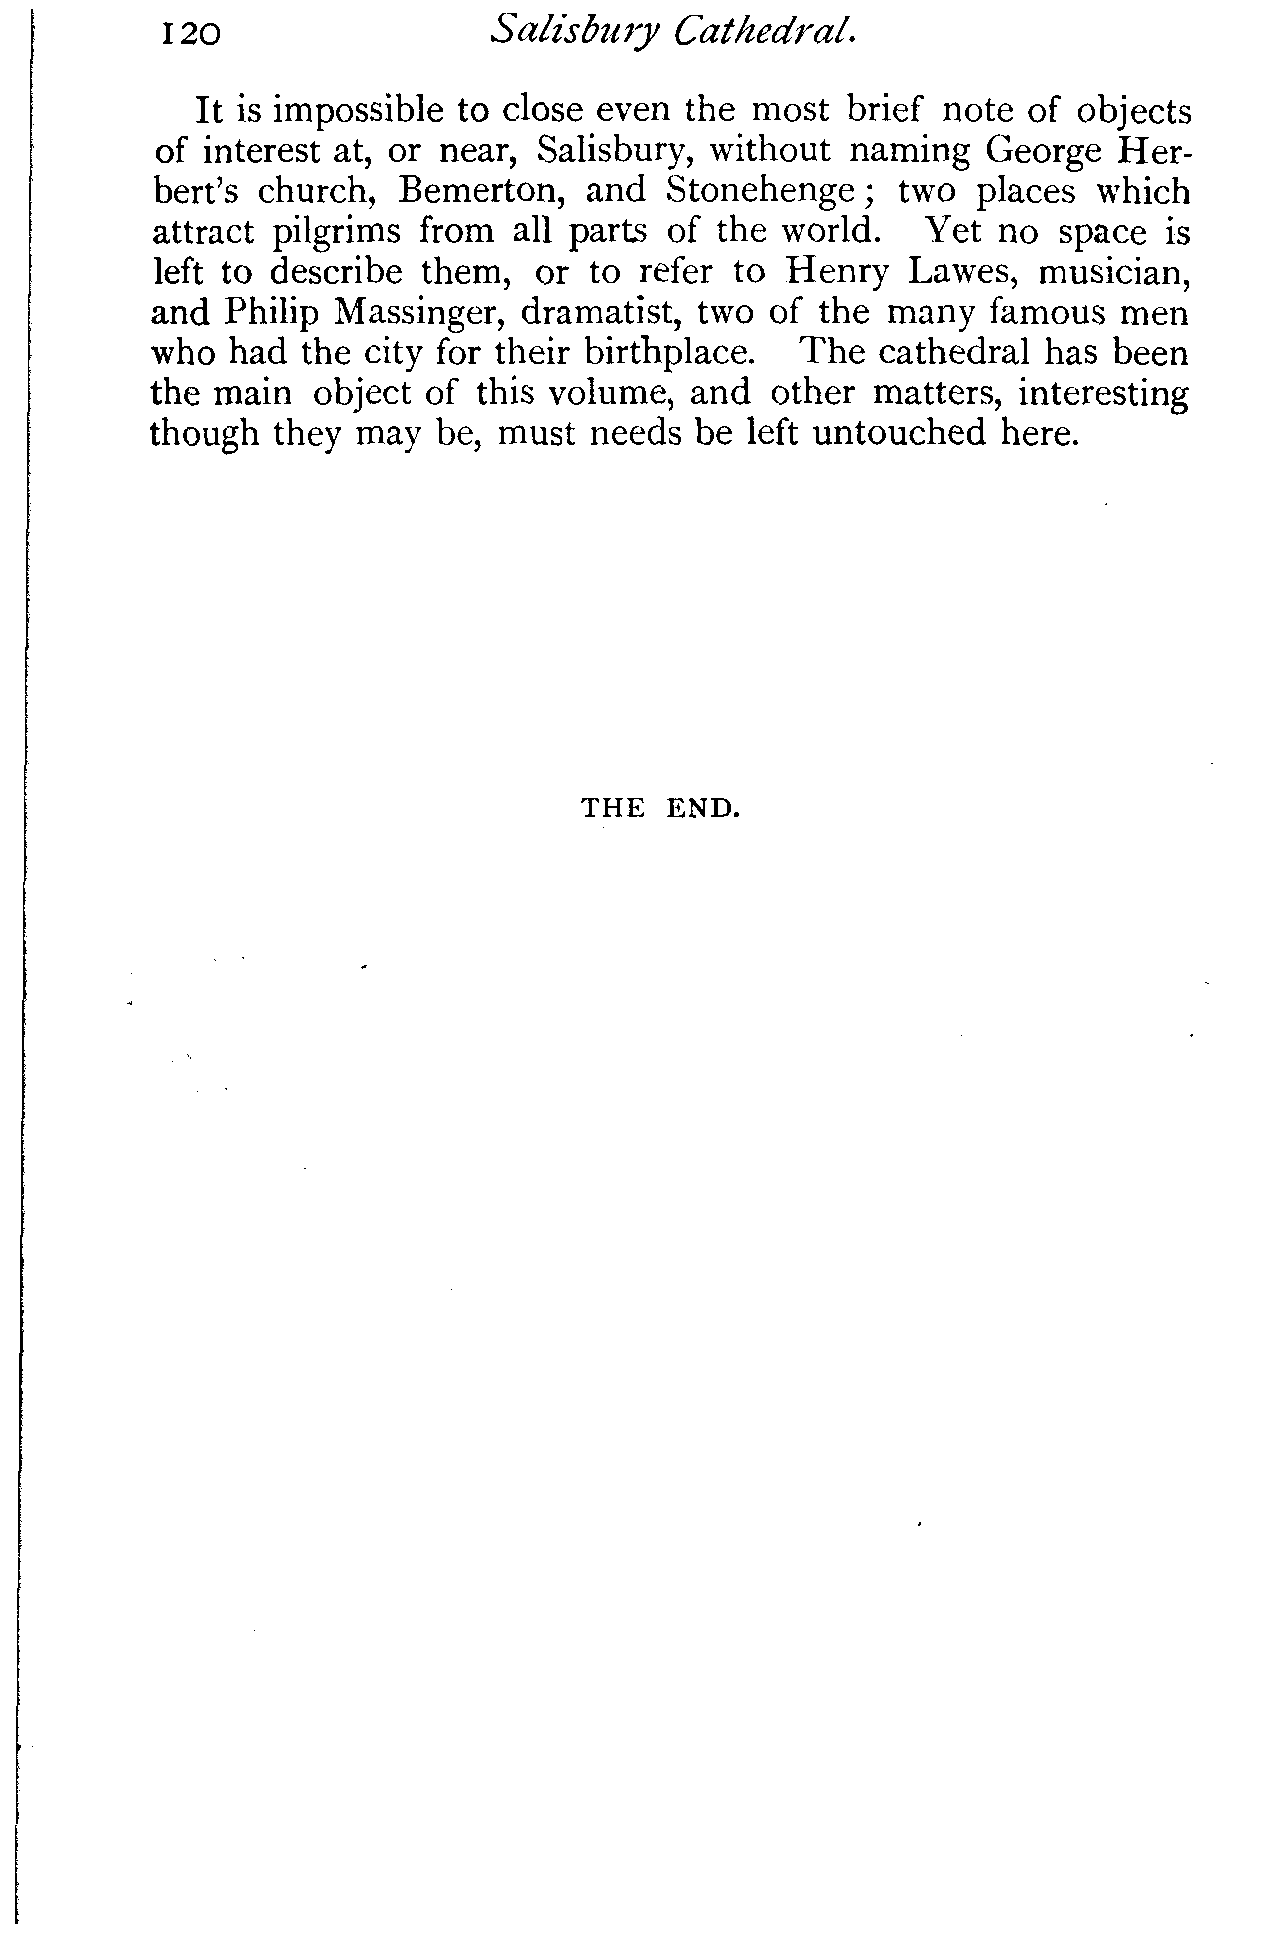 120 Salisbury Cathedral.
It is impossible to close even the most brief note of objects
of interest at, or near, Salisbury, without naming George Her-
bert's church, Bemerton, and Stonehenge; two places which
attract pilgrims from all parts of the world. Yet no space is
left to describe them, or to refer to Henry Lawes, musician,
and Philip Massinger, dramatist, two of the many famous men
who had the city for their birthplace. The cathedral has been
the main object of this volume, and other matters, interesting
though they may be, must needs be left untouched here.
THE END.